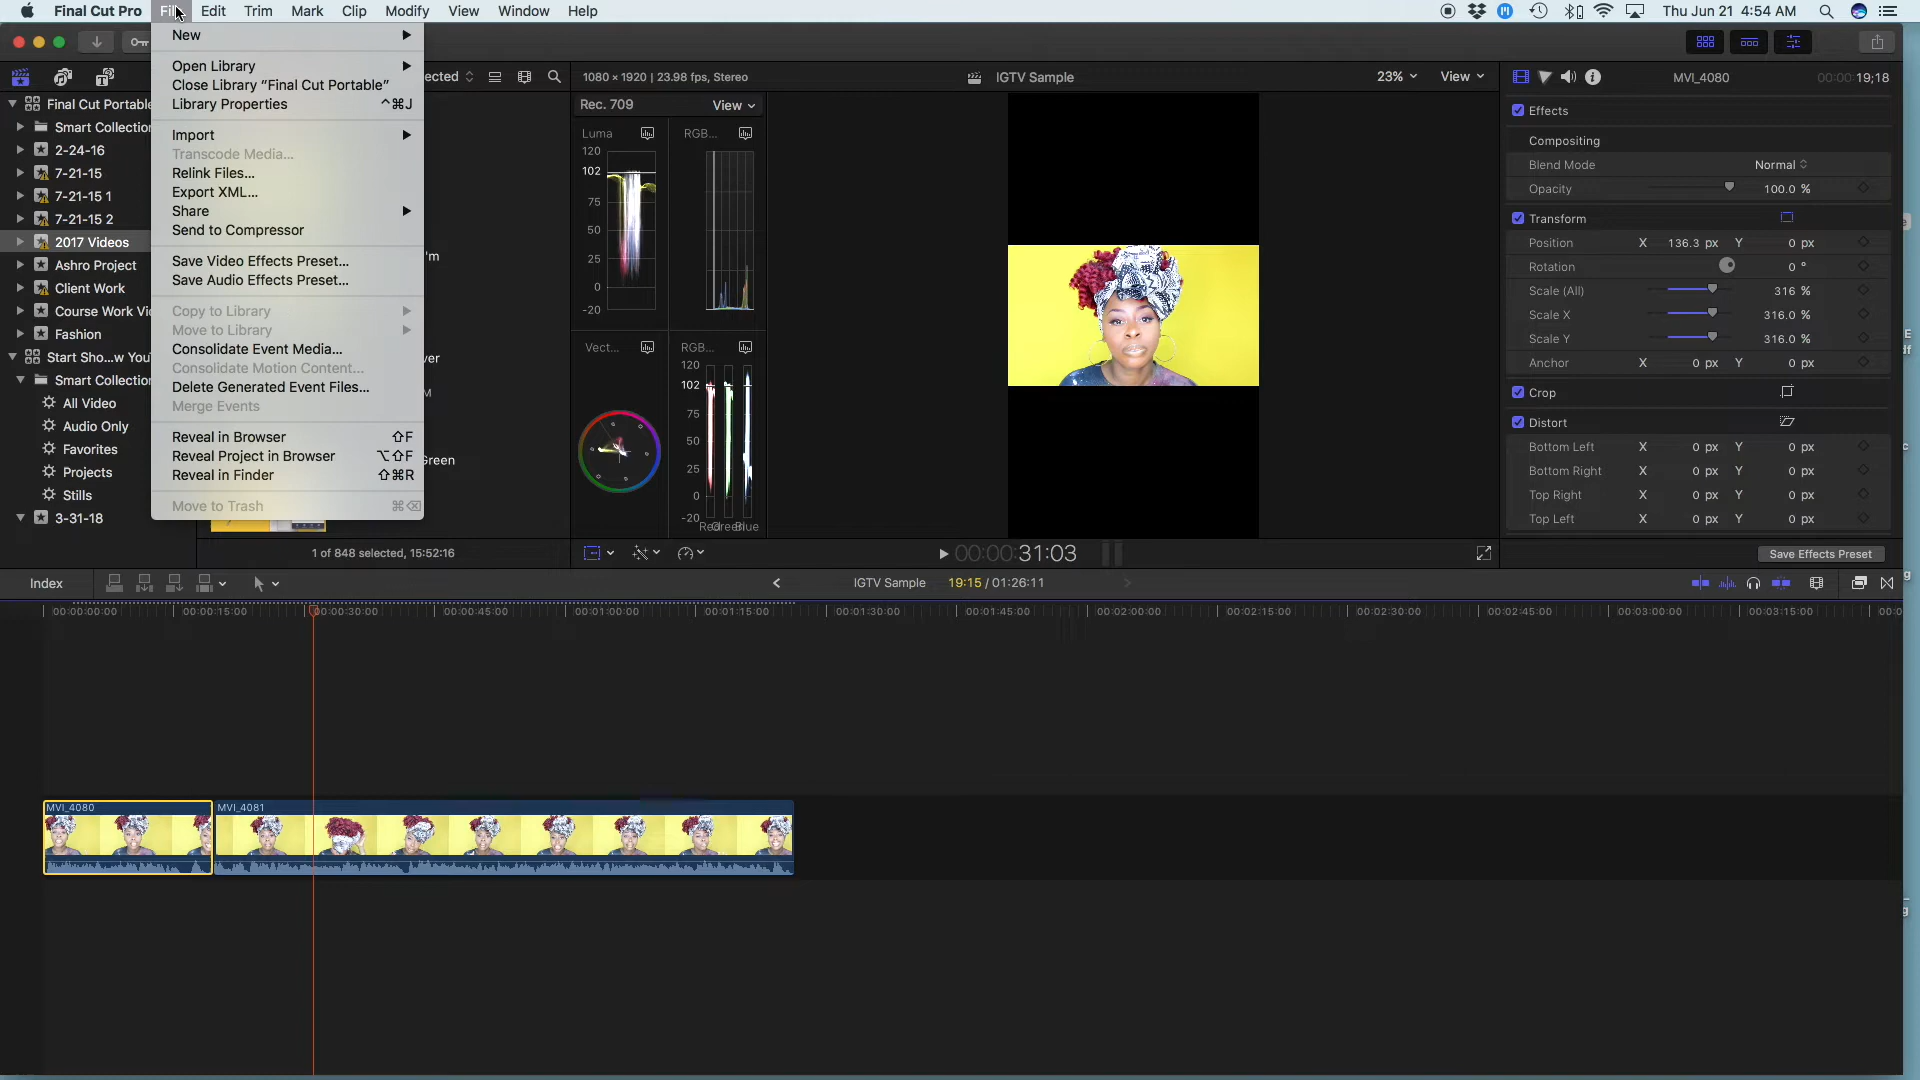 Final Cut Pro File Edit Trim Mark Clip Modify View Window Help Thu Jun 21 4:54 AM
New
Open Library
Close Library “Final Cut Portable”
Library Properties ^⌘J
Import
Transcode Media...
Relink Files...
Export XML...
Share
Send to Compressor
Save Video Effects Preset...
Save Audio Effects Preset...
Copy to Library
Move to Library
Consolidate Event Media...
Consolidate Motion Content...
Delete Generated Event Files...
Merge Events
Reveal in Browser ⇧F
Reveal Project in Browser ⌥⇧F
Reveal in Finder ⇧⌘R
Move to Trash ⌘⌫
Final Cut Portable
Smart Collection
2-24-16
7-21-15
7-21-15 1
7-21-15 2
2017 Videos
Ashro Project
Client Work
Course Work Vi
Fashion
Start Sho...w You
Smart Collection
All Video
Audio Only
Favorites
Projects
Stills
3-31-18
ected
'm
ver
M
Green
1 of 848 selected, 15:52:16
1080 × 1920 | 23.98 fps, Stereo
IGTV Sample
23% View
Rec. 709 View
Luma
120
102
75
50
25
0
-20
RGB...
Vect...
RGB...
120
102
75
50
25
0
-20
Red Green Blue
00:00:31:03
MVI_4080 00:00:19;18
Effects
Compositing
Blend Mode Normal
Opacity 100.0 %
Transform
Position X 136.3 px Y 0 px
Rotation 0 °
Scale (All) 316 %
Scale X 316.0 %
Scale Y 316.0 %
Anchor X 0 px Y 0 px
Crop
Distort
Bottom Left X 0 px Y 0 px
Bottom Right X 0 px Y 0 px
Top Right X 0 px Y 0 px
Top Left X 0 px Y 0 px
Save Effects Preset
Index
IGTV Sample 19:15 / 01:26:11
00:00:00:00 00:00:15:00 00:00:30:00 00:00:45:00 00:01:00:00 00:01:15:00 00:01:30:00 00:01:45:00 00:02:00:00 00:02:15:00 00:02:30:00 00:02:45:00 00:03:00:00 00:03:15:00 00:0
MVI_4080 MVI_4081